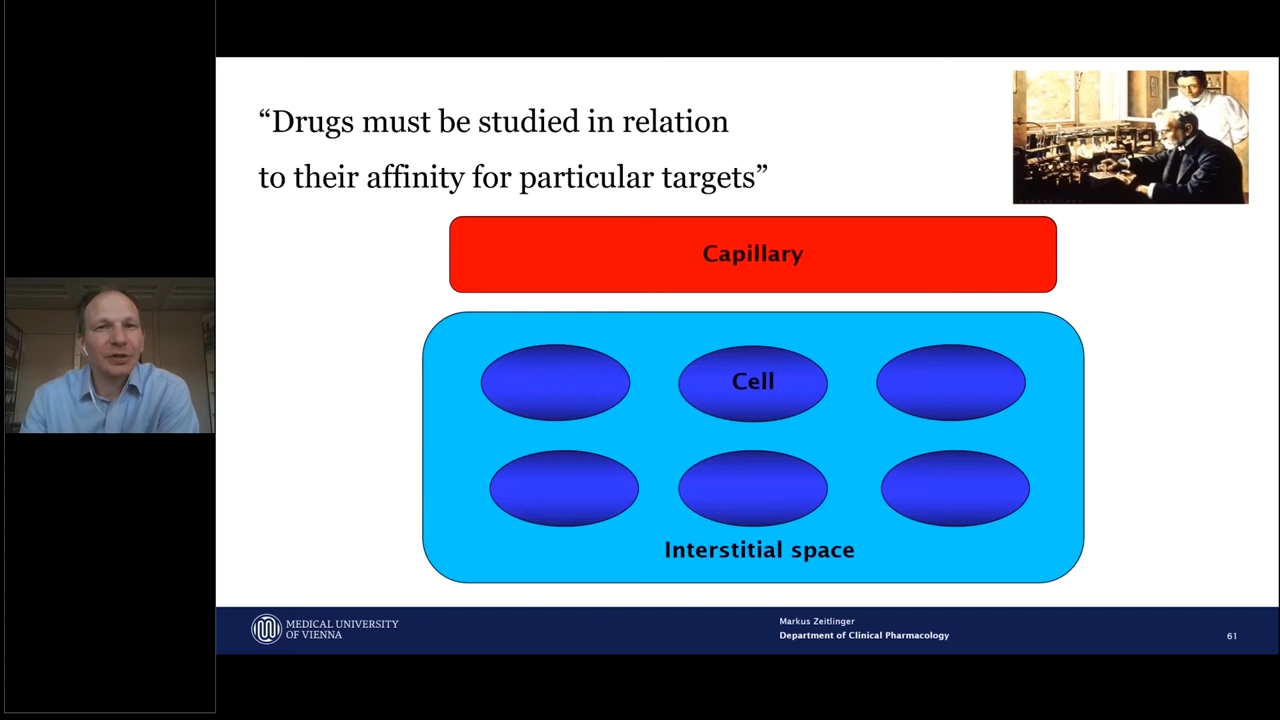 “Drugs must be studied in relation
to their affinity for particular targets”
Capillary
Cell
Interstitial space
MEDICAL UNIVERSITY
OF VIENNA
Markus Zeitlinger
Department of Clinical Pharmacology
61